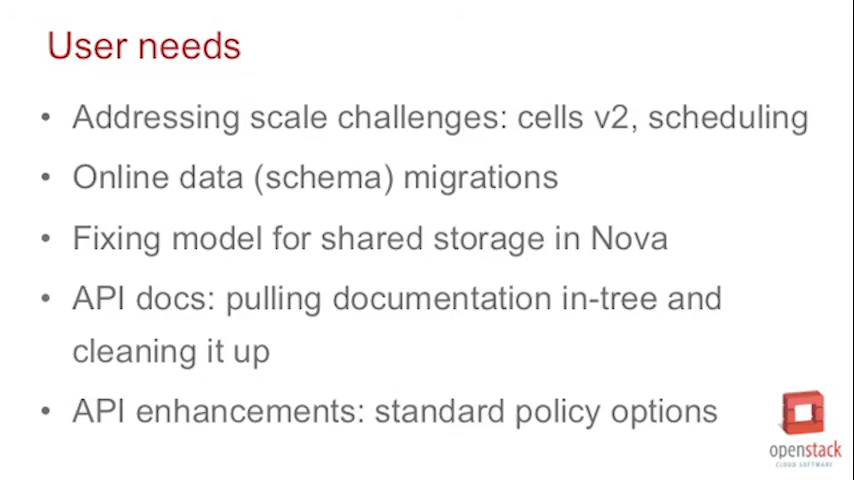 User needs
• Addressing scale challenges: cells v2, scheduling
• Online data (schema) migrations
• Fixing model for shared storage in Nova
• API docs: pulling documentation in-tree and
cleaning it up
• API enhancements: standard policy options
openstack
CLOUD SOFTWARE